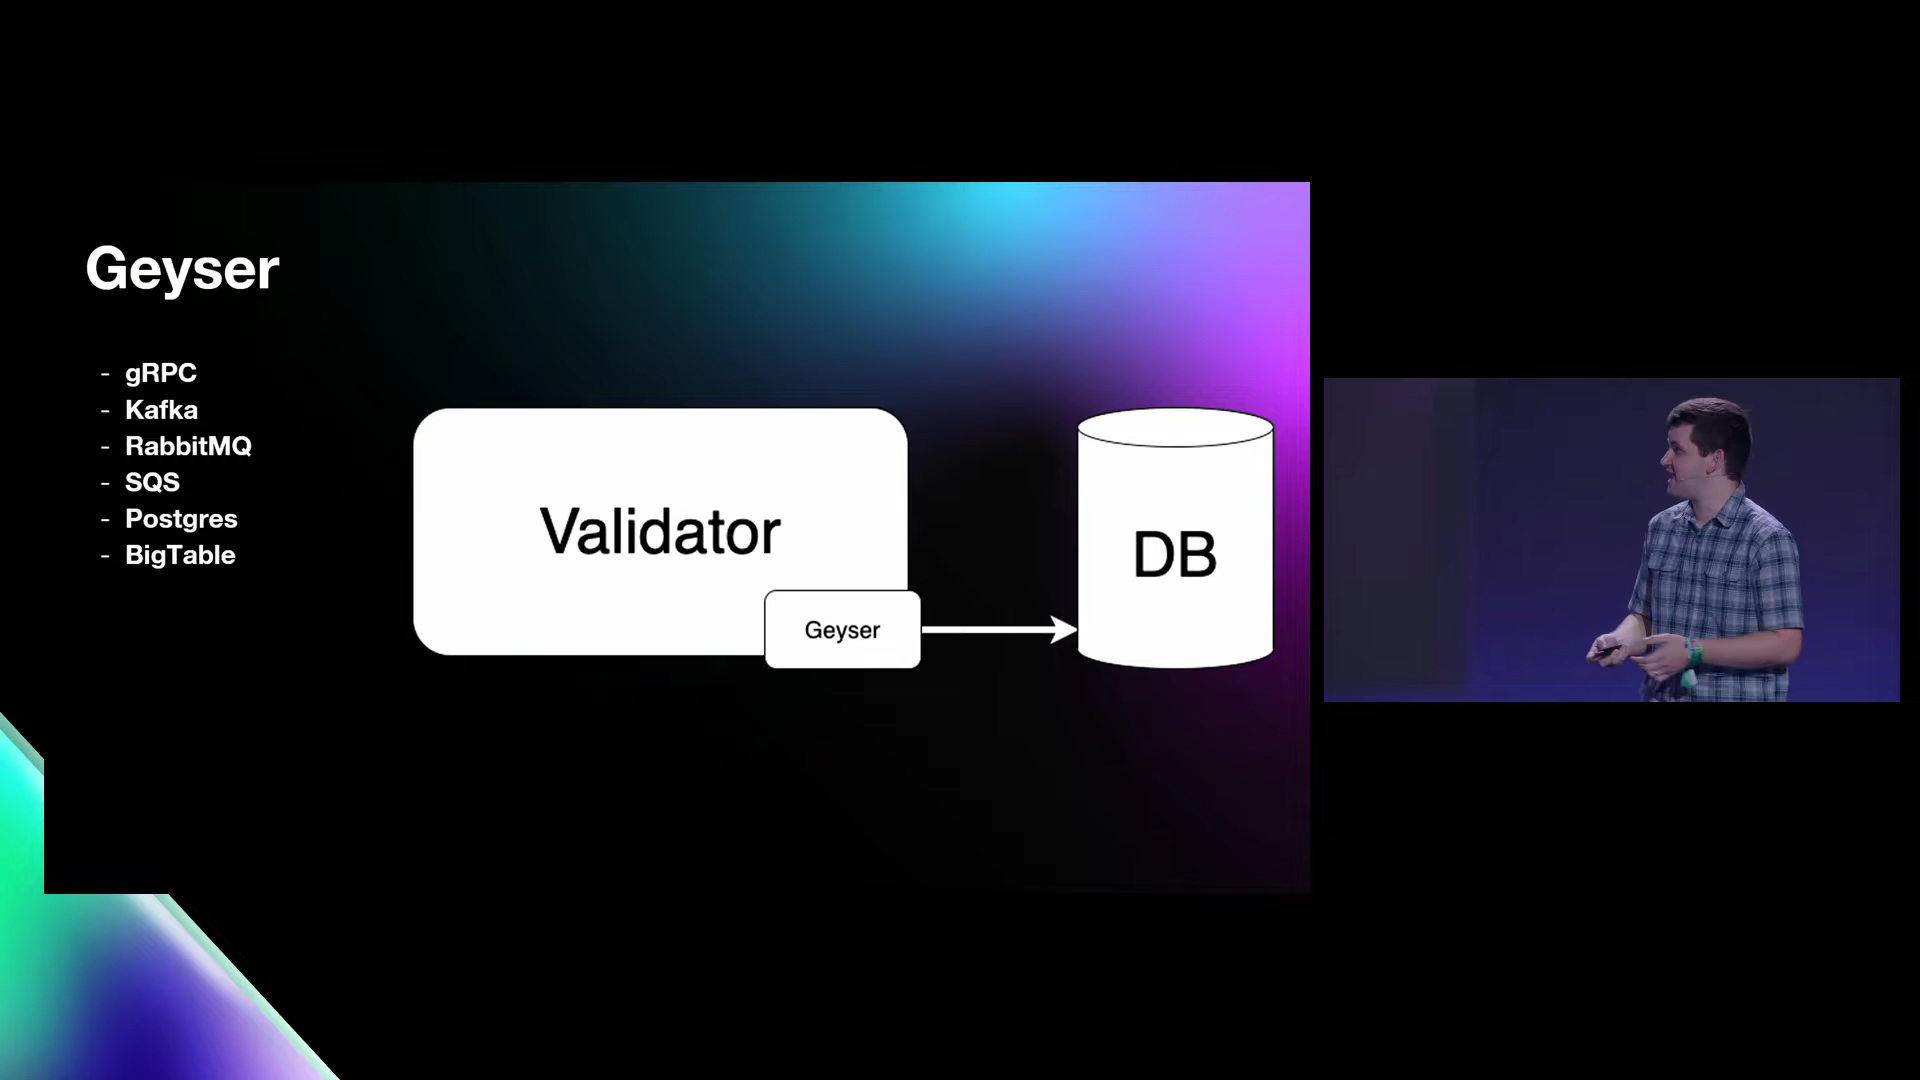 Geyser
- gRPC
- Kafka
- RabbitMQ
- SQS
- Postgres
- BigTable
Validator
Geyser
DB